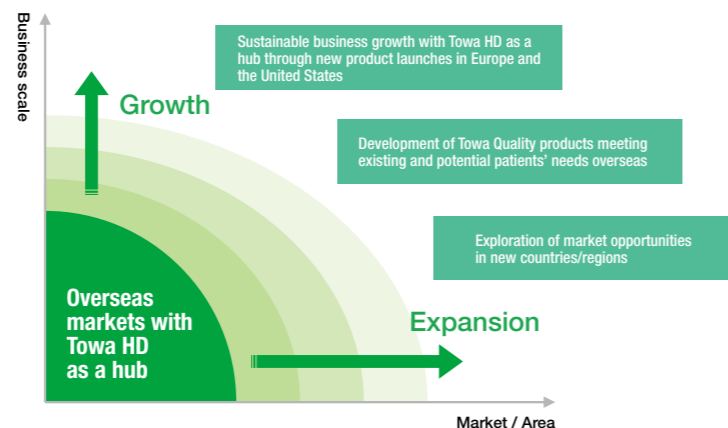 Business scale
Sustainable business growth with Towa HD as a
hub through new product launches in Europe and
the United States
Growth
Development of Towa Quality products meeting
existing and potential patients' needs overseas
Exploration of market opportunities
in new countries/regions
Overseas
markets with
Towa HD
as a hub
Expansion
Market / Area